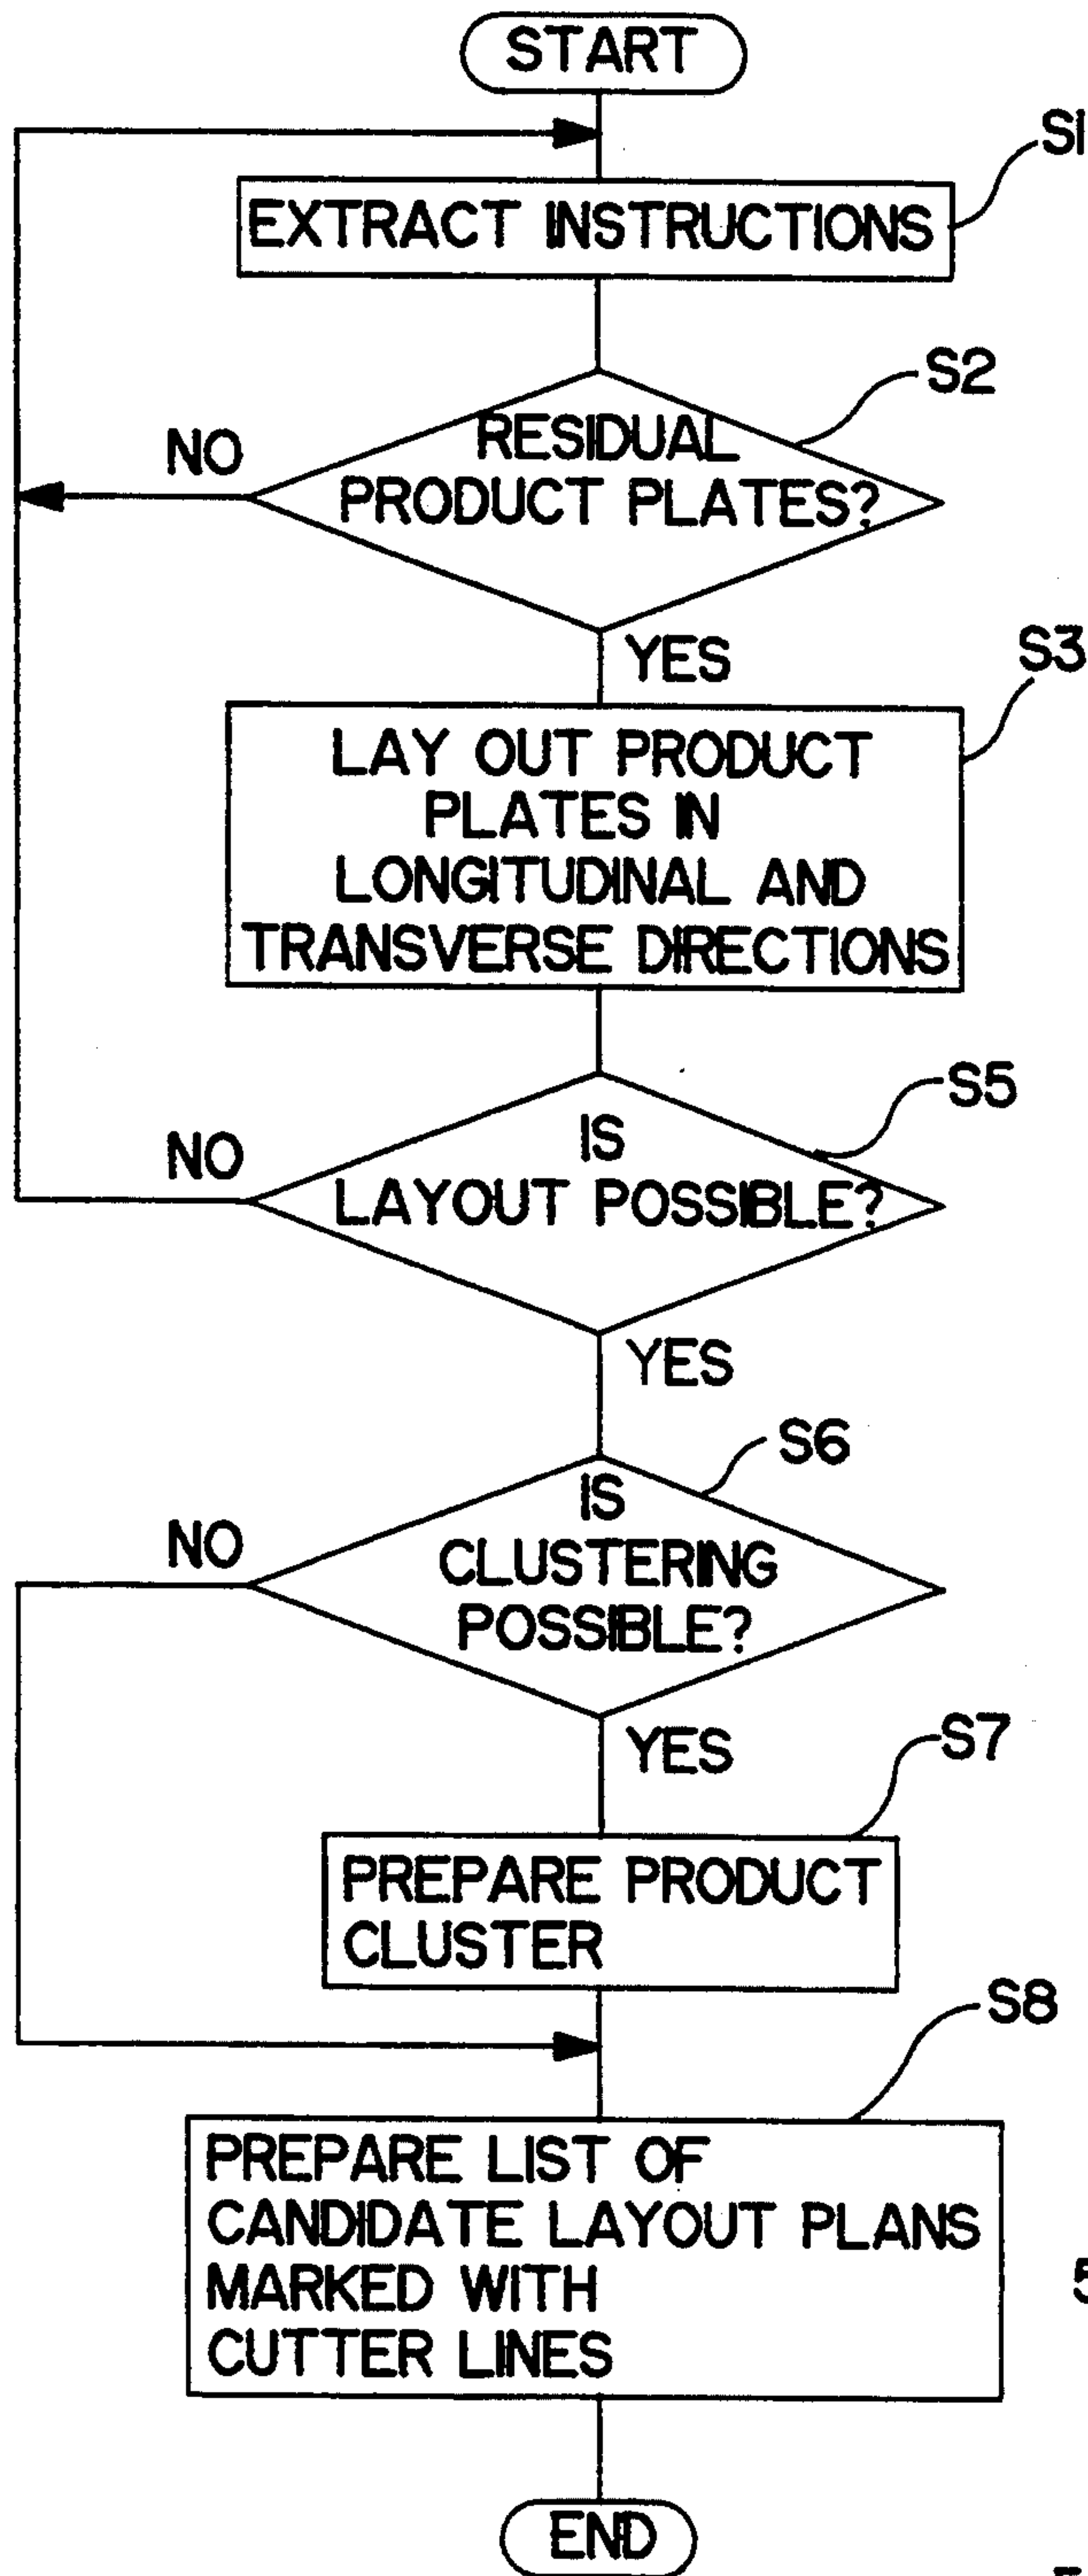 START
S1
EXTRACT INSTRUCTIONS
S2
RESIDUAL
PRODUCT PLATES?
NO
YES
S3
LAY OUT PRODUCT
PLATES IN
LONGITUDINAL AND
TRANSVERSE DIRECTIONS
S5
IS
LAYOUT POSSIBLE?
NO
YES
S6
IS
CLUSTERING
POSSIBLE?
NO
YES
S7
PREPARE PRODUCT
CLUSTER
S8
PREPARE LIST OF
CANDIDATE LAYOUT PLANS
MARKED WITH
CUTTER LINES
END